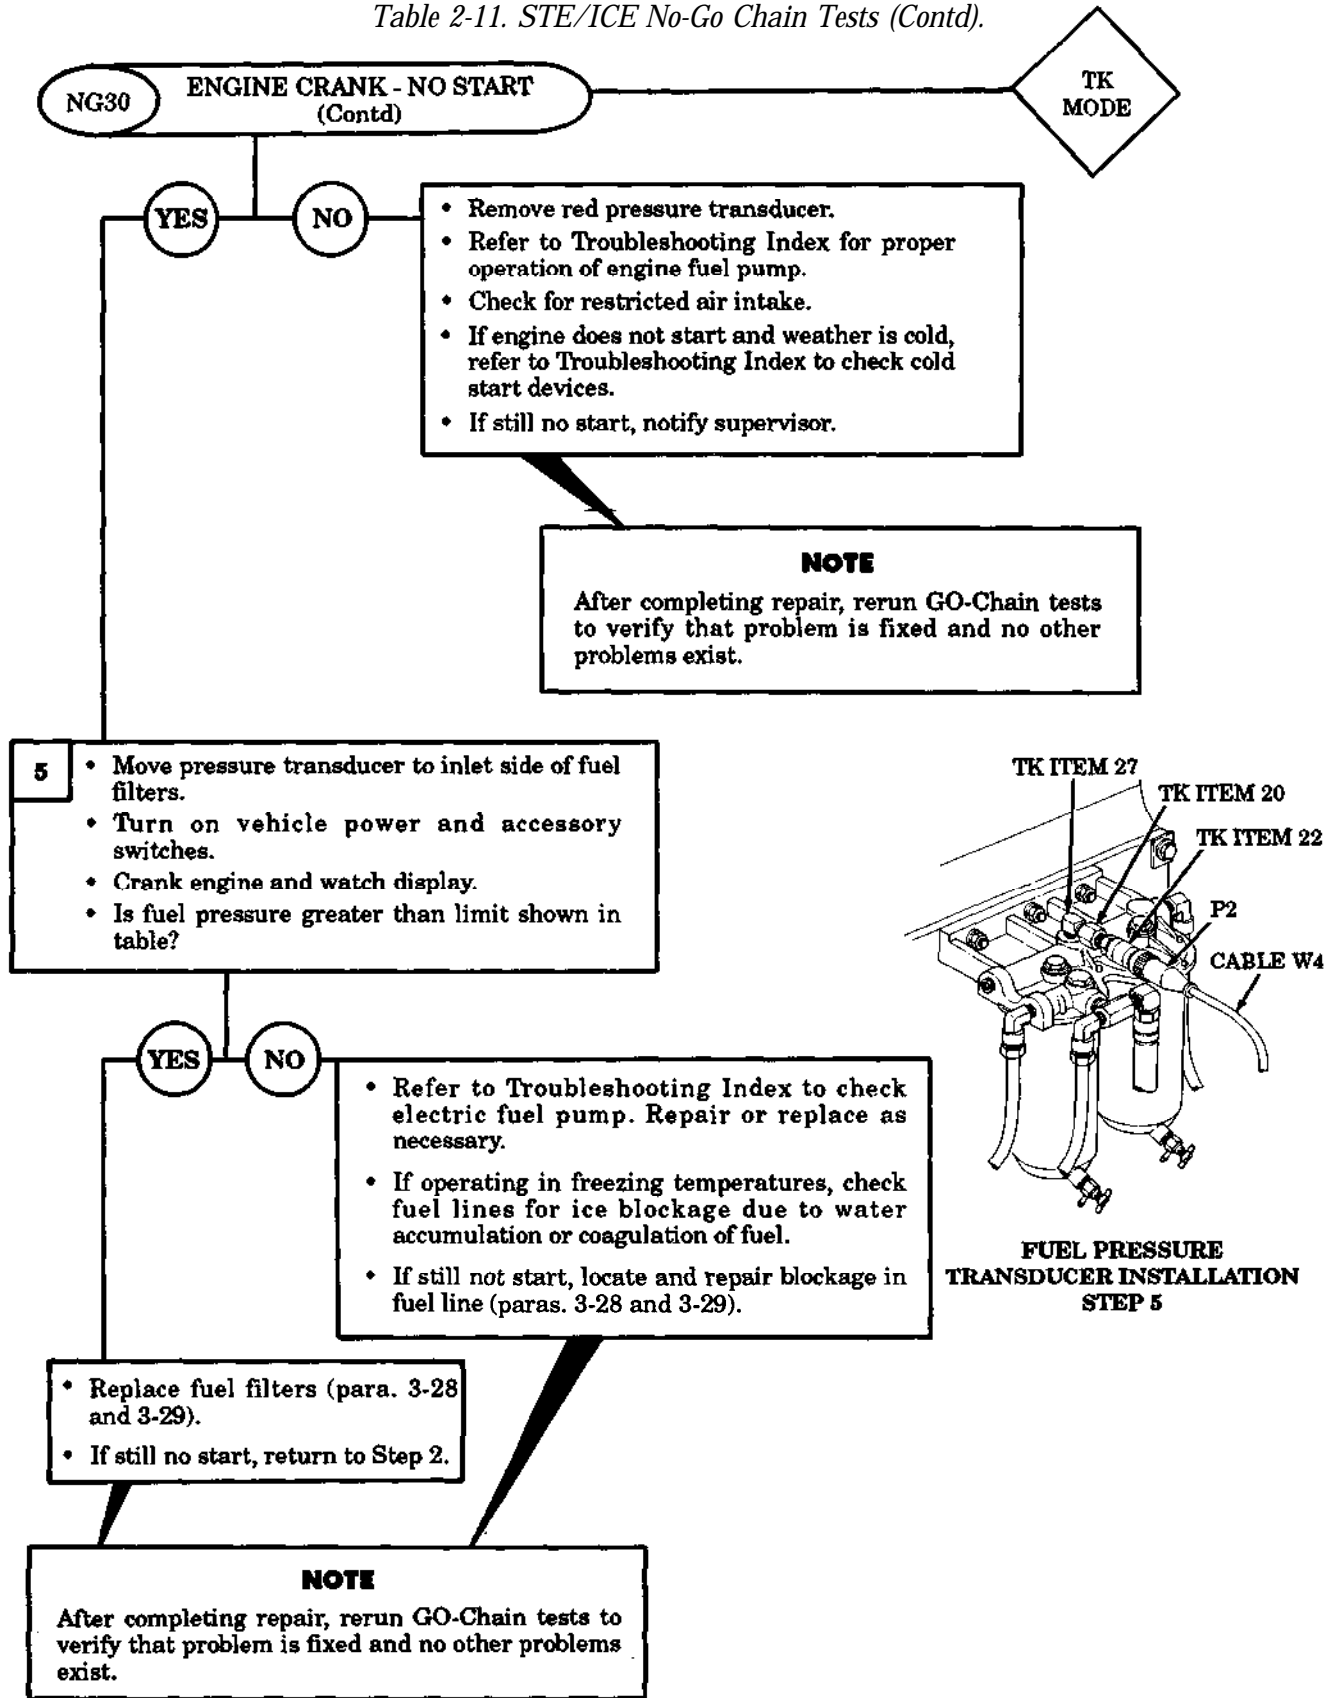 Table 2-11. STE/ICE No-Go Chain Tests (Contd).
NG30
ENGINE CRANK - NO START
(Contd)
TK
MODE
YES
NO
• Remove red pressure transducer.
• Refer to Troubleshooting Index for proper
operation of engine fuel pump.
• Check for restricted air intake.
• If engine does not start and weather is cold,
refer to Troubleshooting Index to check cold
start devices.
• If still no start, notify supervisor.
NOTE
After completing repair, rerun GO-Chain tests
to verify that problem is fixed and no other
problems exist.
5
• Move pressure transducer to inlet side of fuel
filters.
• Turn on vehicle power and accessory
switches.
• Crank engine and watch display.
• Is fuel pressure greater than limit shown in
table?
TK ITEM 27
TK ITEM 20
TK ITEM 22
P2
CABLE W4
FUEL PRESSURE
TRANSDUCER INSTALLATION
STEP 5
YES
NO
• Refer to Troubleshooting Index to check
electric fuel pump. Repair or replace as
necessary.
• If operating in freezing temperatures, check
fuel lines for ice blockage due to water
accumulation or coagulation of fuel.
• If still not start, locate and repair blockage in
fuel line (paras. 3-28 and 3-29).
• Replace fuel filters (para. 3-28
and 3-29).
• If still no start, return to Step 2.
NOTE
After completing repair, rerun GO-Chain tests to
verify that problem is fixed and no other problems
exist.